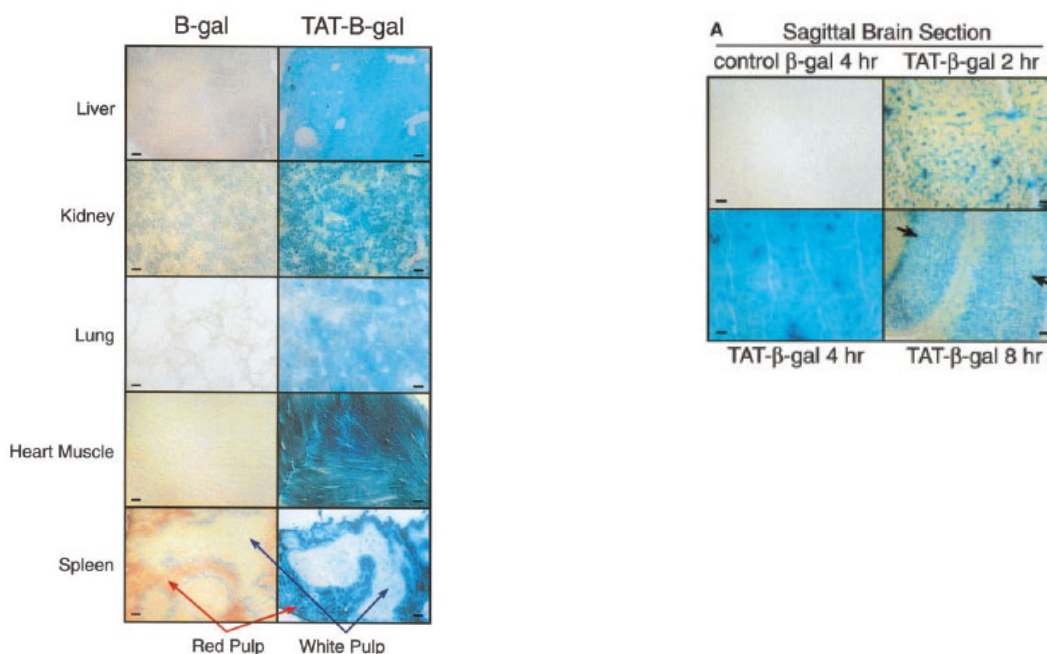 B-gal TAT-B-gal
Liver
Kidney
Lung
Heart Muscle
Spleen
Red Pulp White Pulp
A Sagittal Brain Section
control β-gal 4 hr TAT-β-gal 2 hr
TAT-β-gal 4 hr TAT-β-gal 8 hr